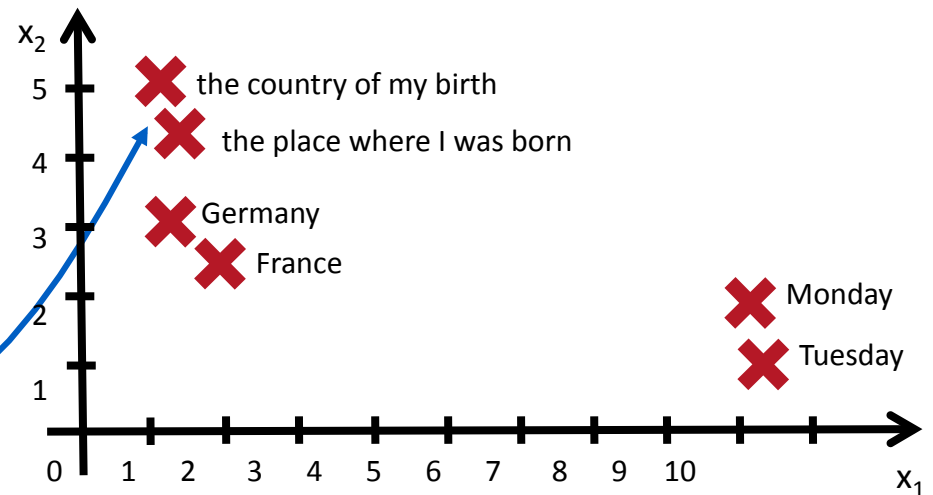 x2
5
the country of my birth
the place where I was born
4
Germany
3
France
Monday
2
Tuesday
1
0 1 2 3 4 5 6 7 8 9 10
x1